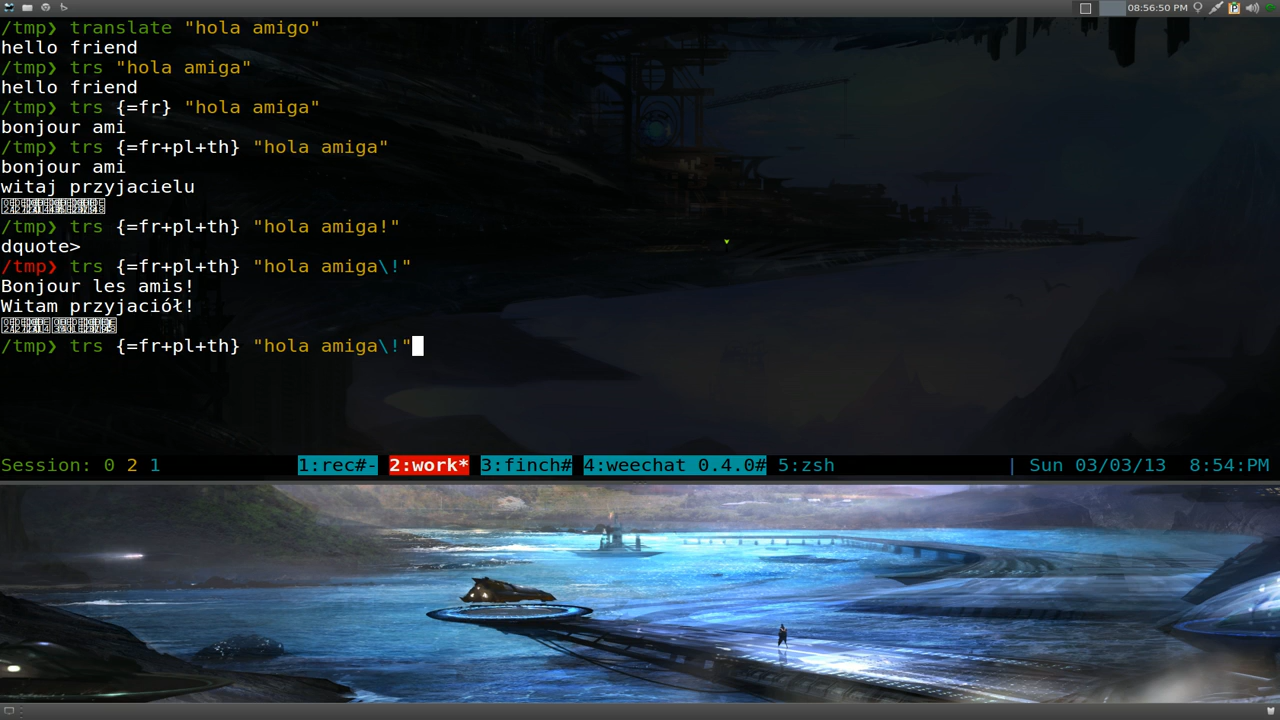 08:56:50 PM
/tmp❯ translate "hola amigo"
hello friend
/tmp❯ trs "hola amiga"
hello friend
/tmp❯ trs {=fr} "hola amiga"
bonjour ami
/tmp❯ trs {=fr+pl+th} "hola amiga"
bonjour ami
witaj przyjacielu
/tmp❯ trs {=fr+pl+th} "hola amiga!"
dquote>
/tmp❯ trs {=fr+pl+th} "hola amiga\!"
Bonjour les amis!
Witam przyjaciół!
/tmp❯ trs {=fr+pl+th} "hola amiga\!"
Session: 0 2 1 1:rec#- 2:work* 3:finch# 4:weechat 0.4.0# 5:zsh | Sun 03/03/13 8:54:PM